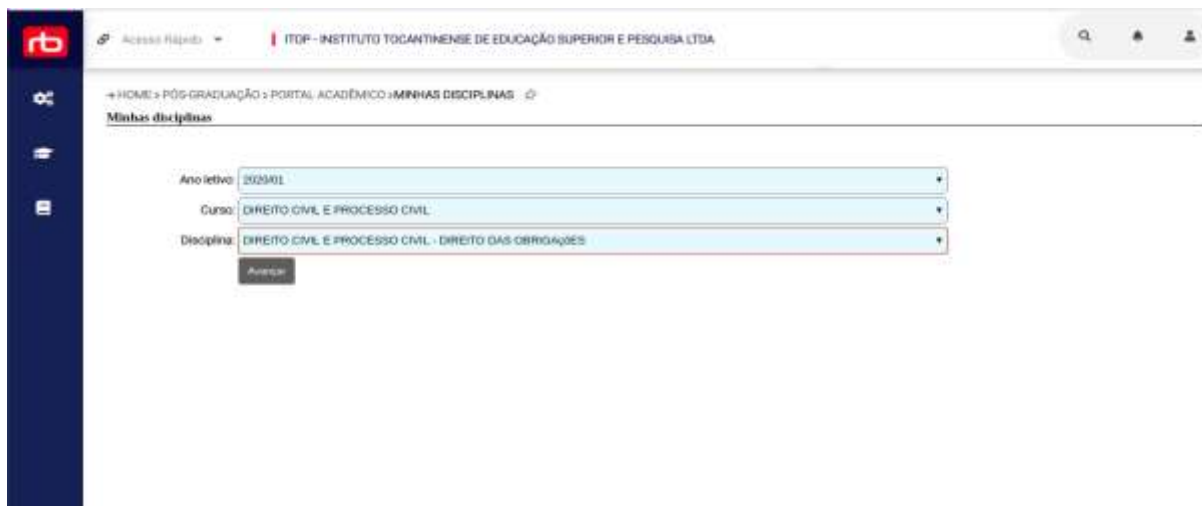 rb
Acesso Rápido
ITOP - INSTITUTO TOCANTINENSE DE EDUCAÇÃO SUPERIOR E PESQUISA LTDA
HOME > PÓS-GRADUAÇÃO > PORTAL ACADÊMICO > MINHAS DISCIPLINAS
Minhas disciplinas
Ano letivo: 2020/01
Curso: DIREITO CIVIL E PROCESSO CIVIL
Disciplina: DIREITO CIVIL E PROCESSO CIVIL - DIREITO DAS OBRIGAçõES
Avançar